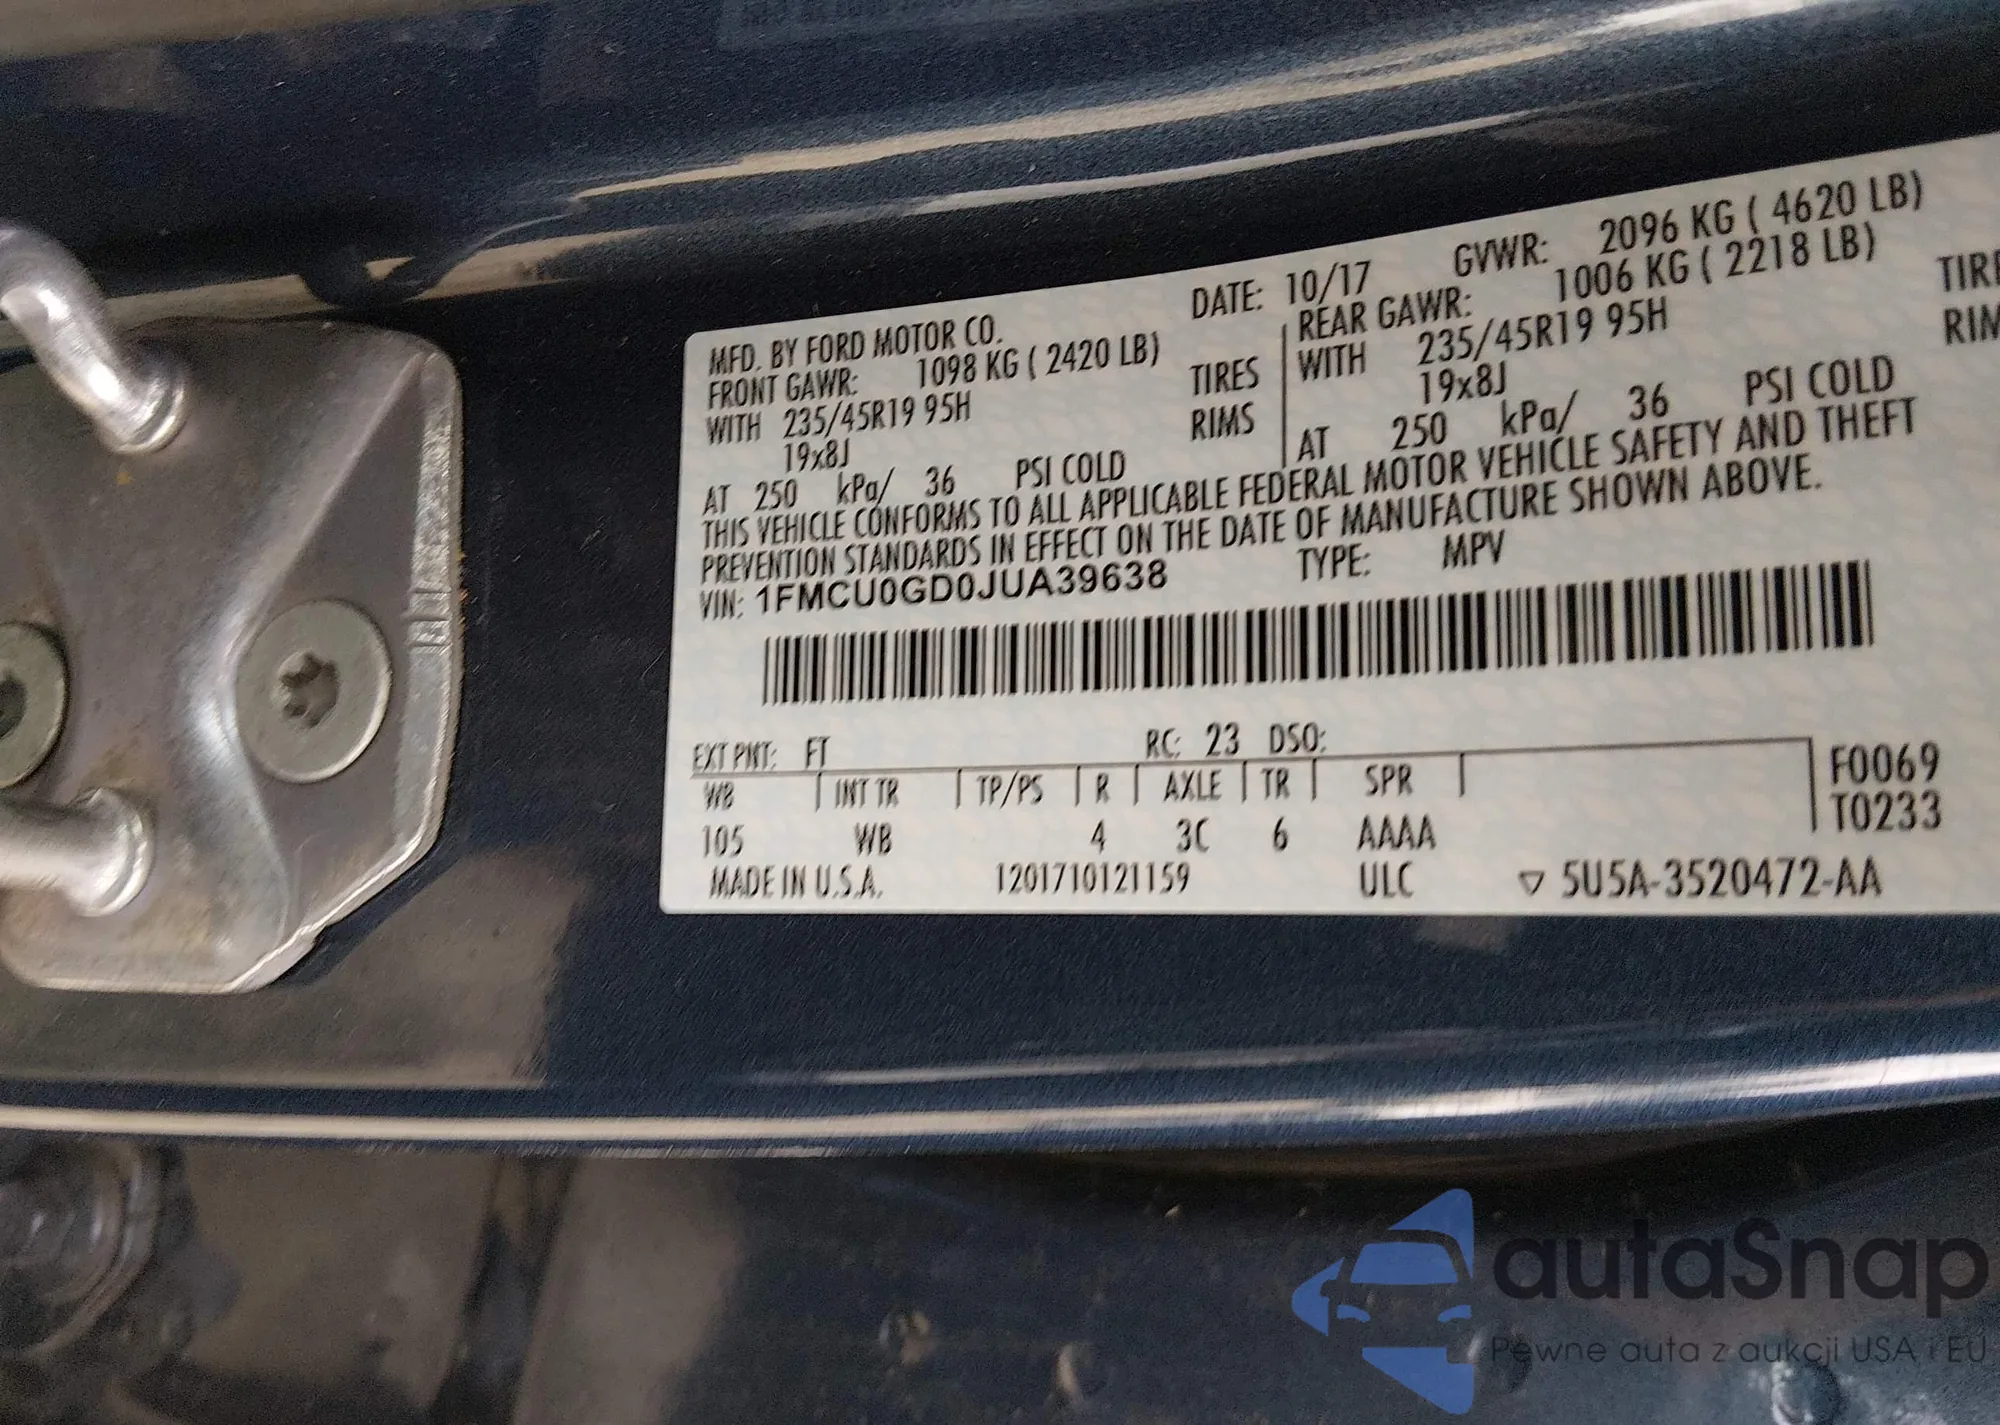 MFD. BY FORD MOTOR CO. DATE: 10/17 GVWR: 2096 KG ( 4620 LB)
FRONT GAWR: 1098 KG ( 2420 LB) REAR GAWR: 1006 KG ( 2218 LB)
WITH 235/45R19 95H TIRES WITH 235/45R19 95H TIRE
19x8J RIMS 19x8J RIM
AT 250 kPa/ 36 PSI COLD AT 250 kPa/ 36 PSI COLD
THIS VEHICLE CONFORMS TO ALL APPLICABLE FEDERAL MOTOR VEHICLE SAFETY AND THEFT
PREVENTION STANDARDS IN EFFECT ON THE DATE OF MANUFACTURE SHOWN ABOVE.
VIN: 1FMCU0GD0JUA39638 TYPE: MPV
EXT PNT: FT RC: 23 DSO:
WB INT TR TP/PS R AXLE TR SPR F0069
105 WB 4 3C 6 AAAA T0233
MADE IN U.S.A. 1201710121159 ULC ▽ 5U5A-3520472-AA
autaSnap
Pewne auta z aukcji USA i EU